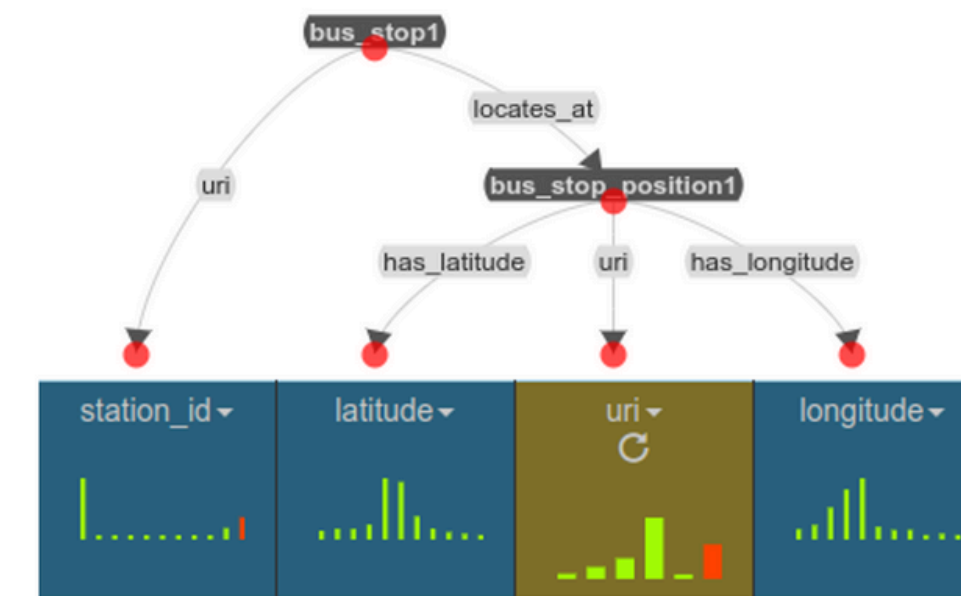 bus_stop1
locates_at
uri
bus_stop_position1
has_latitude
uri
has_longitude
station_id
latitude
uri
longitude